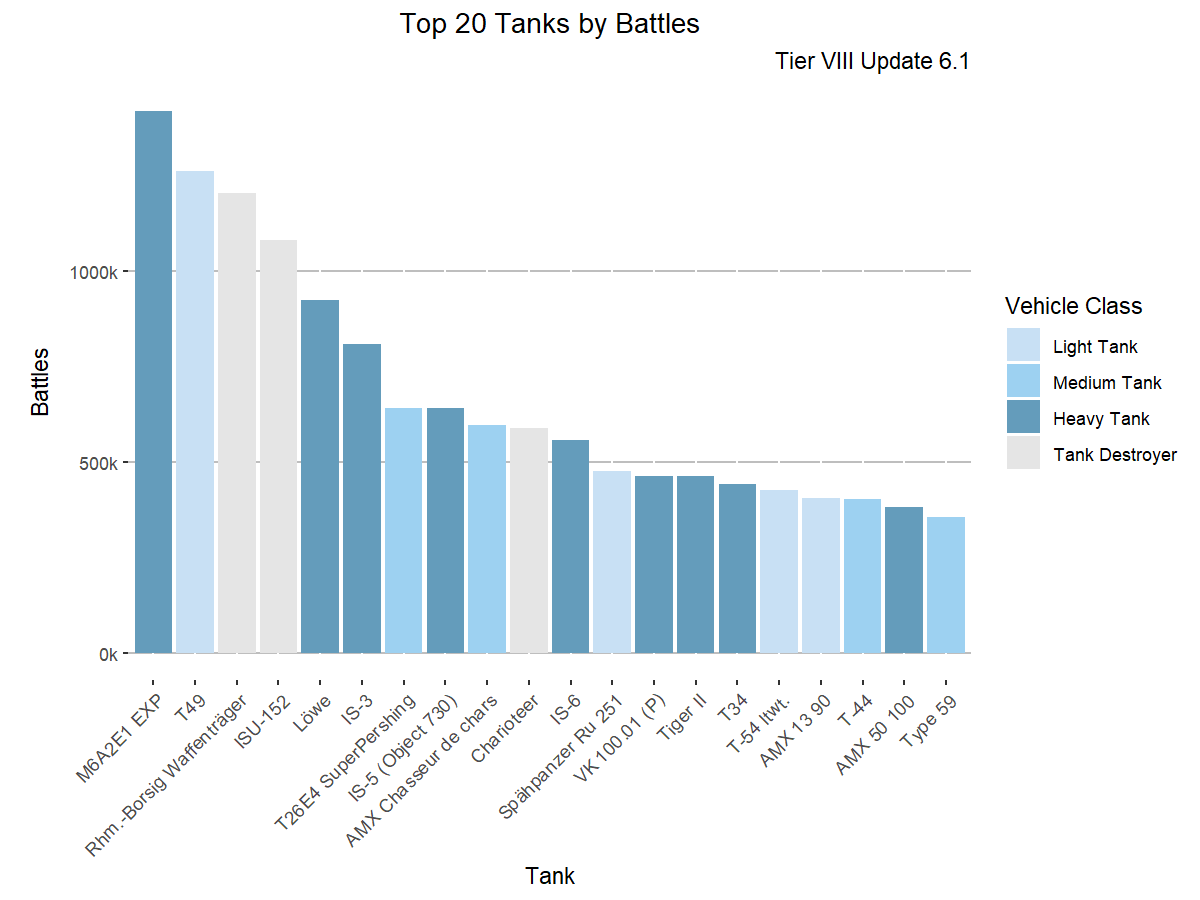 Top 20 Tanks by Battles
Tier VIII Update 6.1
Battles
1000k
500k
0k
M6A2E1 EXP
T49
Rhm.-Borsig Waffenträger
ISU-152
Löwe
IS-3
T26E4 SuperPershing
IS-5 (Object 730)
AMX Chasseur de chars
Charioteer
IS-6
Spähpanzer Ru 251
VK 100.01 (P)
Tiger II
T34
T-54 ltwt.
AMX 13 90
T-44
AMX 50 100
Type 59
Tank
Vehicle Class
Light Tank
Medium Tank
Heavy Tank
Tank Destroyer